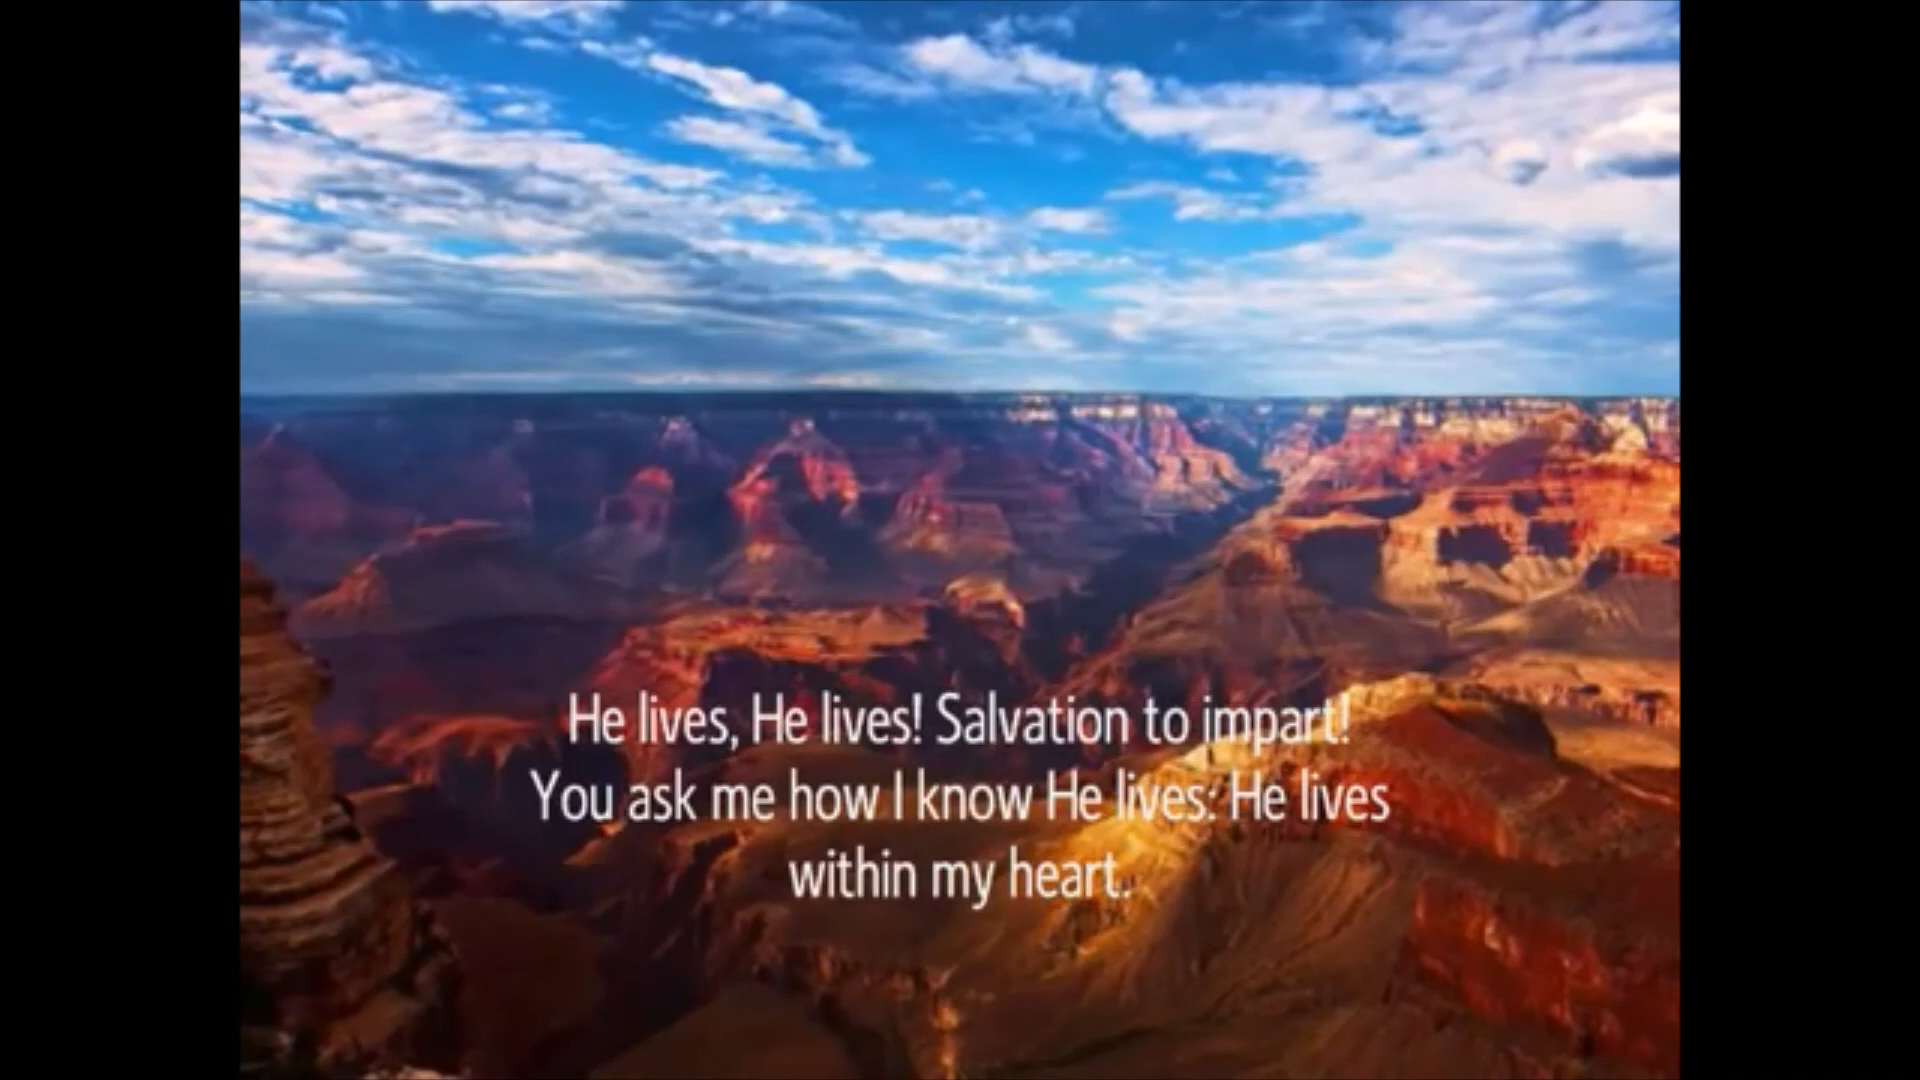 He lives, He lives! Salvation to impart!
You ask me how I know He lives: He lives
within my heart.